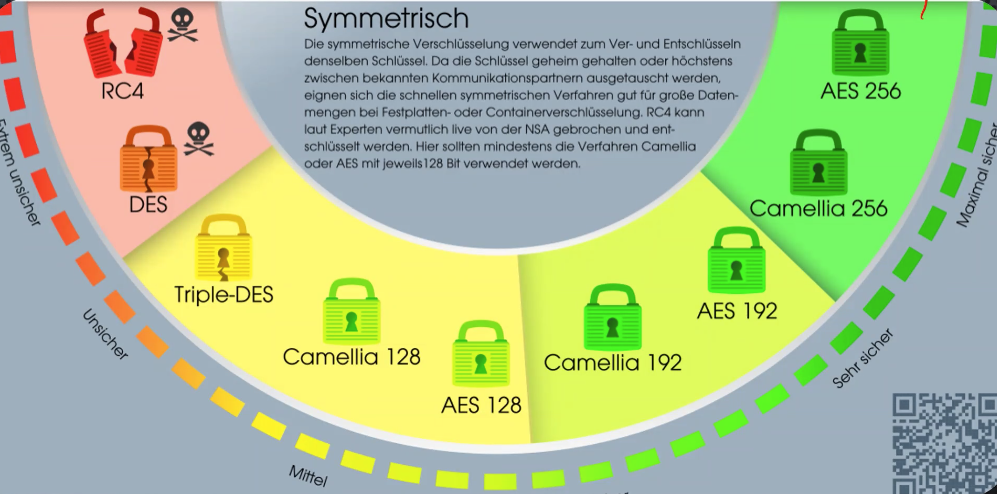 Symmetrisch
Die symmetrische Verschlüsselung verwendet zum Ver- und Entschlüsseln
denselben Schlüssel. Da die Schlüssel geheim gehalten oder höchstens
zwischen bekannten Kommunikationspartnern ausgetauscht werden,
eignen sich die schnellen symmetrischen Verfahren gut für große Daten-
mengen bei Festplatten- oder Containerverschlüsselung. RC4 kann
laut Experten vermutlich live von der NSA gebrochen und ent-
schlüsselt werden. Hier sollten mindestens die Verfahren Camellia
oder AES mit jeweils128 Bit verwendet werden.
RC4
DES
Triple-DES
Camellia 128
AES 128
Camellia 192
AES 192
Camellia 256
AES 256
Extrem unsicher
Unsicher
Mittel
Sehr sicher
Maximal sicher